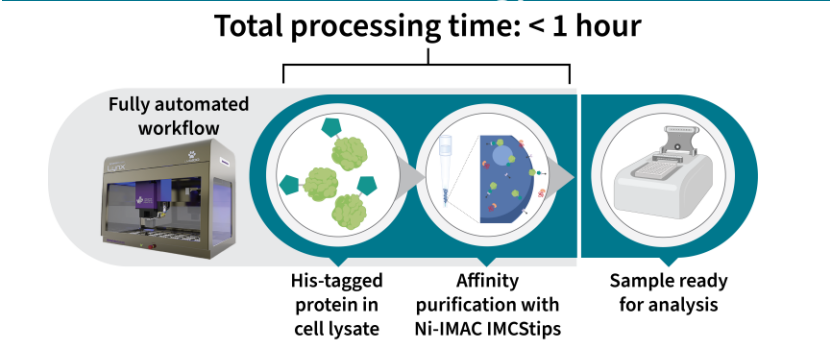 Total processing time: < 1 hour
Fully automated
workflow
His-tagged
protein in
cell lysate
Affinity
purification with
Ni-IMAC IMCStips
Sample ready
for analysis